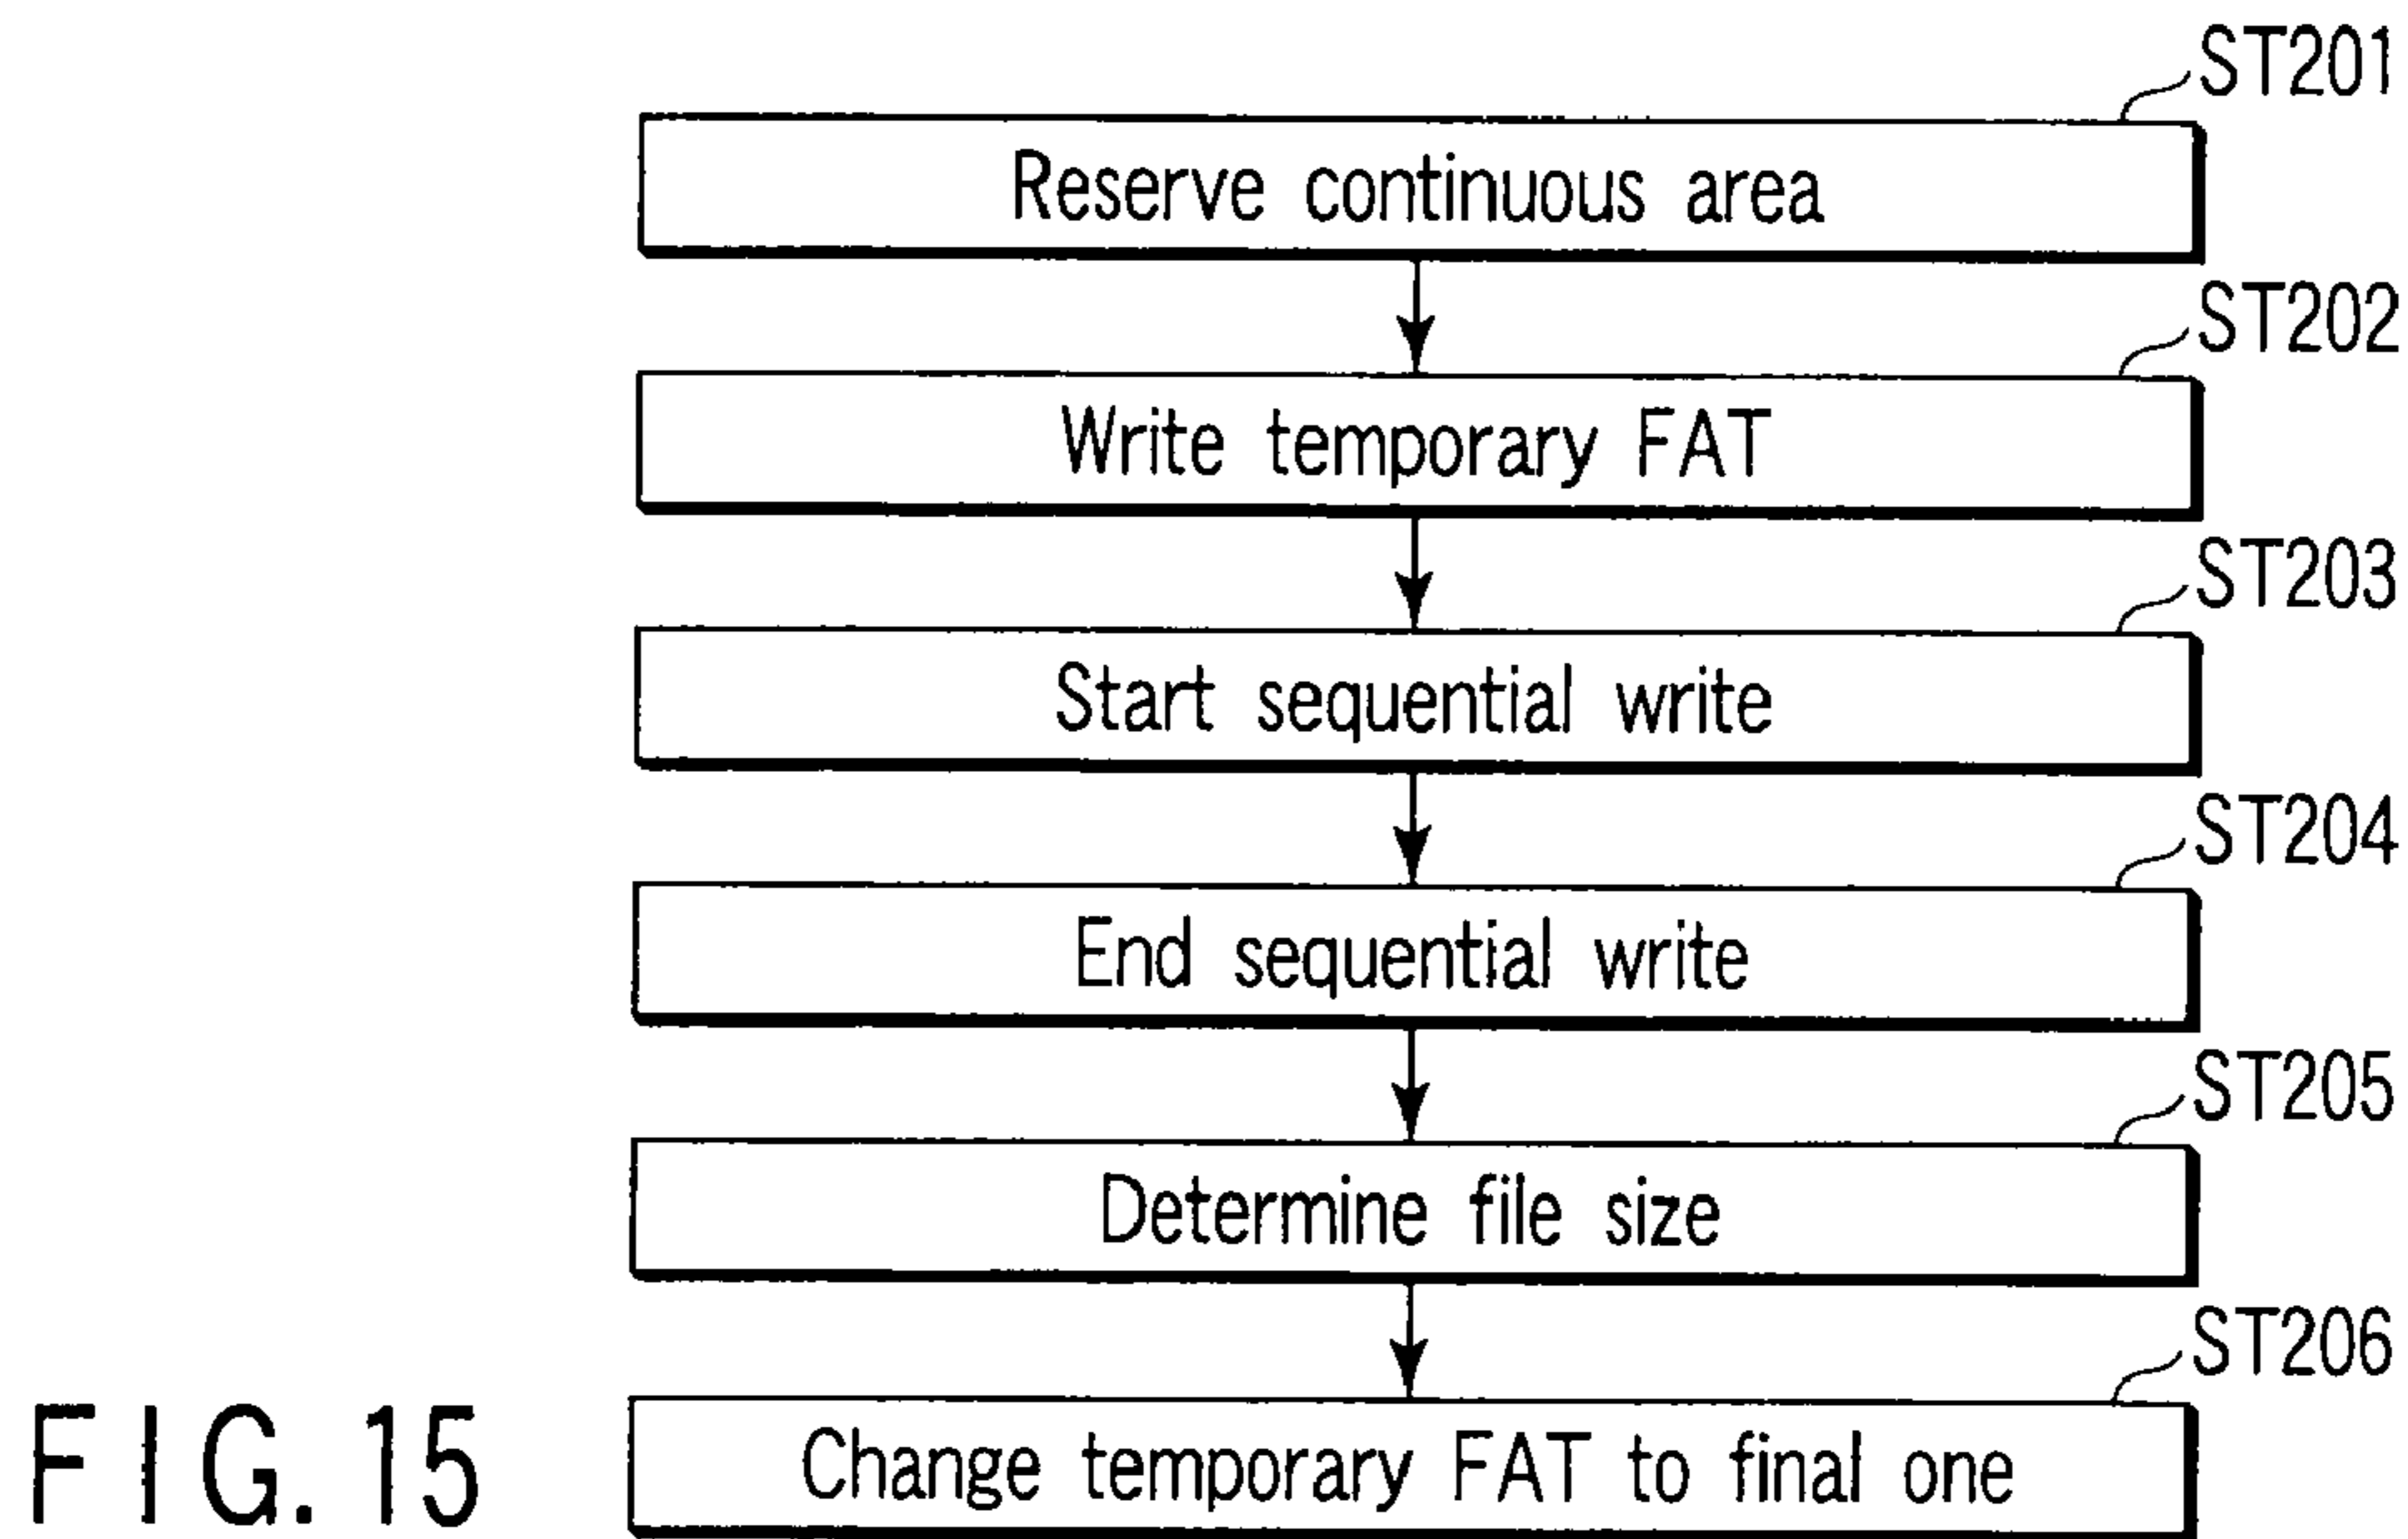 ST201
Reserve continuous area
ST202
Write temporary FAT
ST203
Start sequential write
ST204
End sequential write
ST205
Determine file size
ST206
Change temporary FAT to final one
FIG. 15